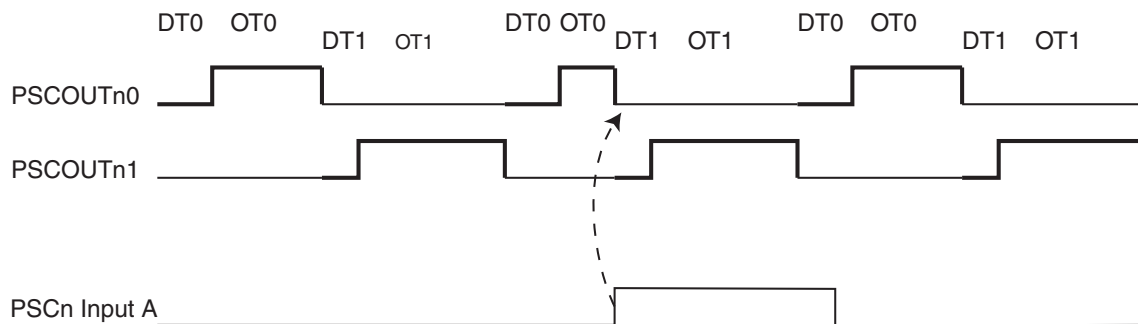 DT0 OT0 DT0 OT0 DT0 OT0
DT1 OT1 DT1 OT1 DT1 OT1
PSCOUTn0
PSCOUTn1
PSCn Input A